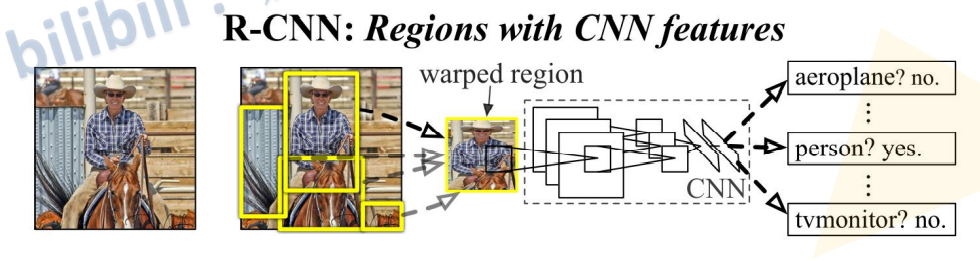 bilibili
R-CNN: Regions with CNN features
warped region
aeroplane? no.
person? yes.
CNN
tvmonitor? no.